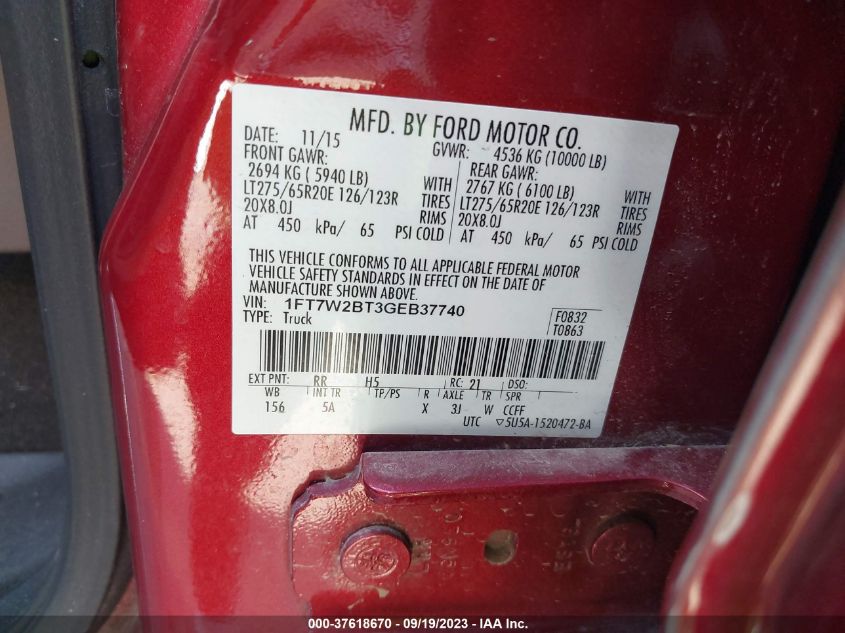 MFD. BY FORD MOTOR CO.
DATE: 11/15 GVWR: 4536 KG (10000 LB)
FRONT GAWR: REAR GAWR:
2694 KG ( 5940 LB) WITH 2767 KG ( 6100 LB) WITH
LT275/65R20E 126/123R TIRES LT275/65R20E 126/123R TIRES
20X8.0J RIMS 20X8.0J RIMS
AT 450 kPa/ 65 PSI COLD AT 450 kPa/ 65 PSI COLD
THIS VEHICLE CONFORMS TO ALL APPLICABLE FEDERAL MOTOR
VEHICLE SAFETY STANDARDS IN EFFECT ON THE DATE OF
MANUFACTURE SHOWN ABOVE.
VIN: 1FT7W2BT3GEB37740 F0832
TYPE: Truck T0863
EXT PNT: RR H5 RC: 21 DSO:
WB INT TR TP/PS R AXLE TR SPR
156 5A X 3J W CCFF
UTC ▽5U5A-1520472-BA
000-37618670 - 09/19/2023 - IAA Inc.